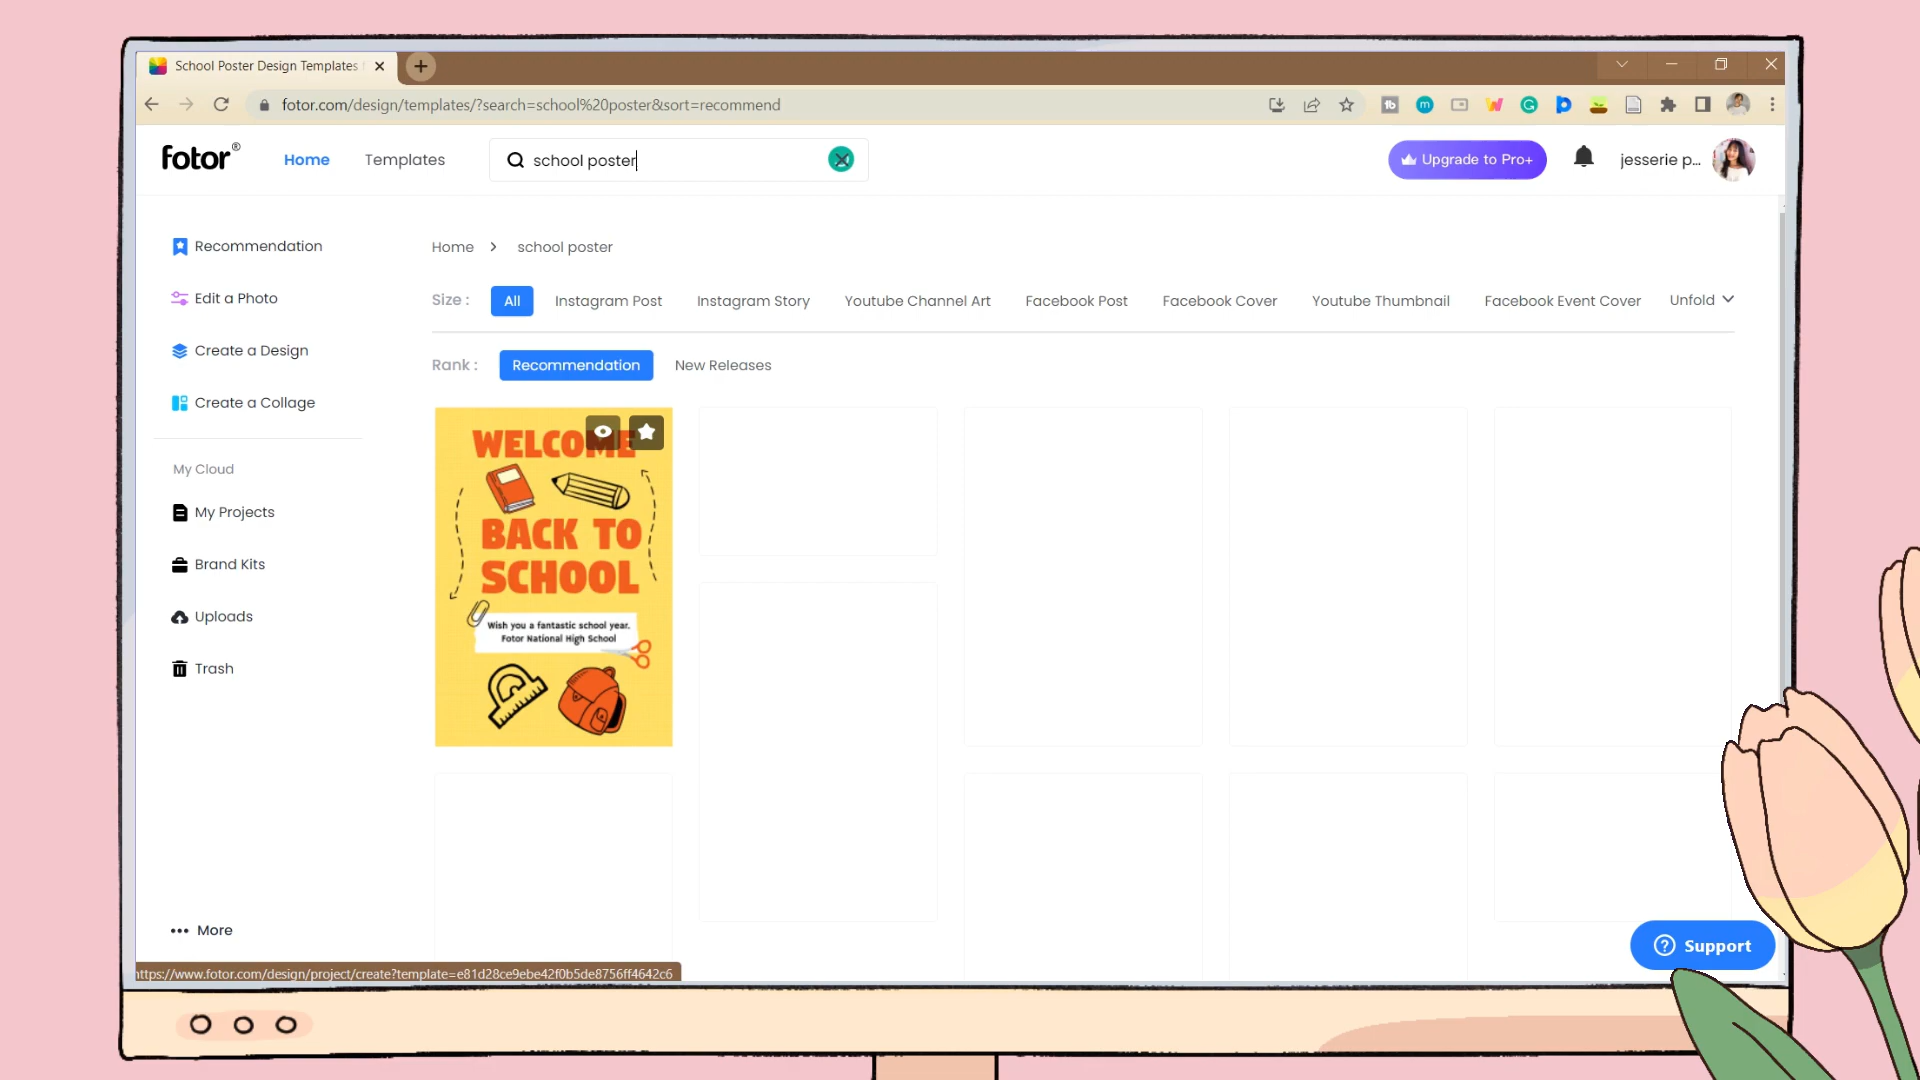 School Poster Design Templates
fotor.com/design/templates/?search=school%20poster&sort=recommend
fotor®
Home
Templates
school poster
Upgrade to Pro+
jesserie p...
Recommendation
Edit a Photo
Create a Design
Create a Collage
My Cloud
My Projects
Brand Kits
Uploads
Trash
More
Home > school poster
Size : All Instagram Post Instagram Story Youtube Channel Art Facebook Post Facebook Cover Youtube Thumbnail Facebook Event Cover Unfold
Rank : Recommendation New Releases
WELCOME
BACK TO
SCHOOL
Wish you a fantastic school year.
Fotor National High School
Support
https://www.fotor.com/design/project/create?template=e81d28ce9ebe42f0b5de8756ff4642c6